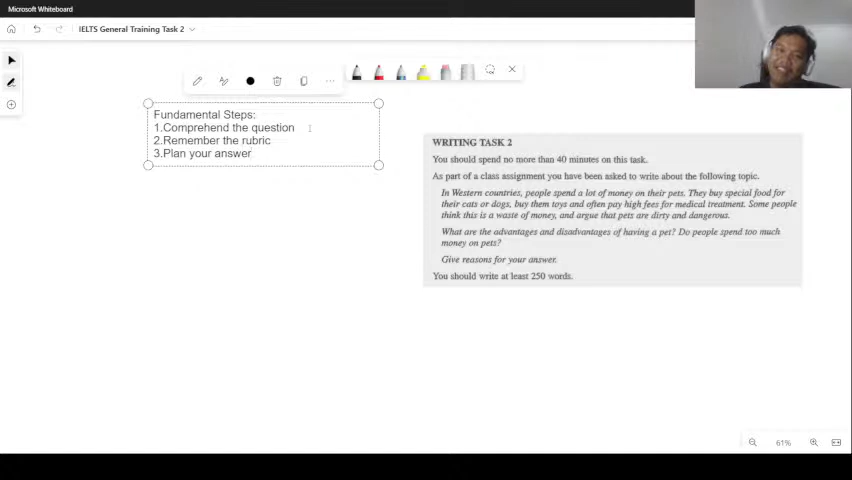 Microsoft Whiteboard
IELTS General Training Task 2
Fundamental Steps:
1.Comprehend the question
2.Remember the rubric
3.Plan your answer
WRITING TASK 2
You should spend no more than 40 minutes on this task.
As part of a class assignment you have been asked to write about the following topic.
In Western countries, people spend a lot of money on their pets. They buy special food for
their cats or dogs, buy them toys and often pay high fees for medical treatment. Some people
think this is a waste of money, and argue that pets are dirty and dangerous.
What are the advantages and disadvantages of having a pet? Do people spend too much
money on pets?
Give reasons for your answer.
You should write at least 250 words.
61%